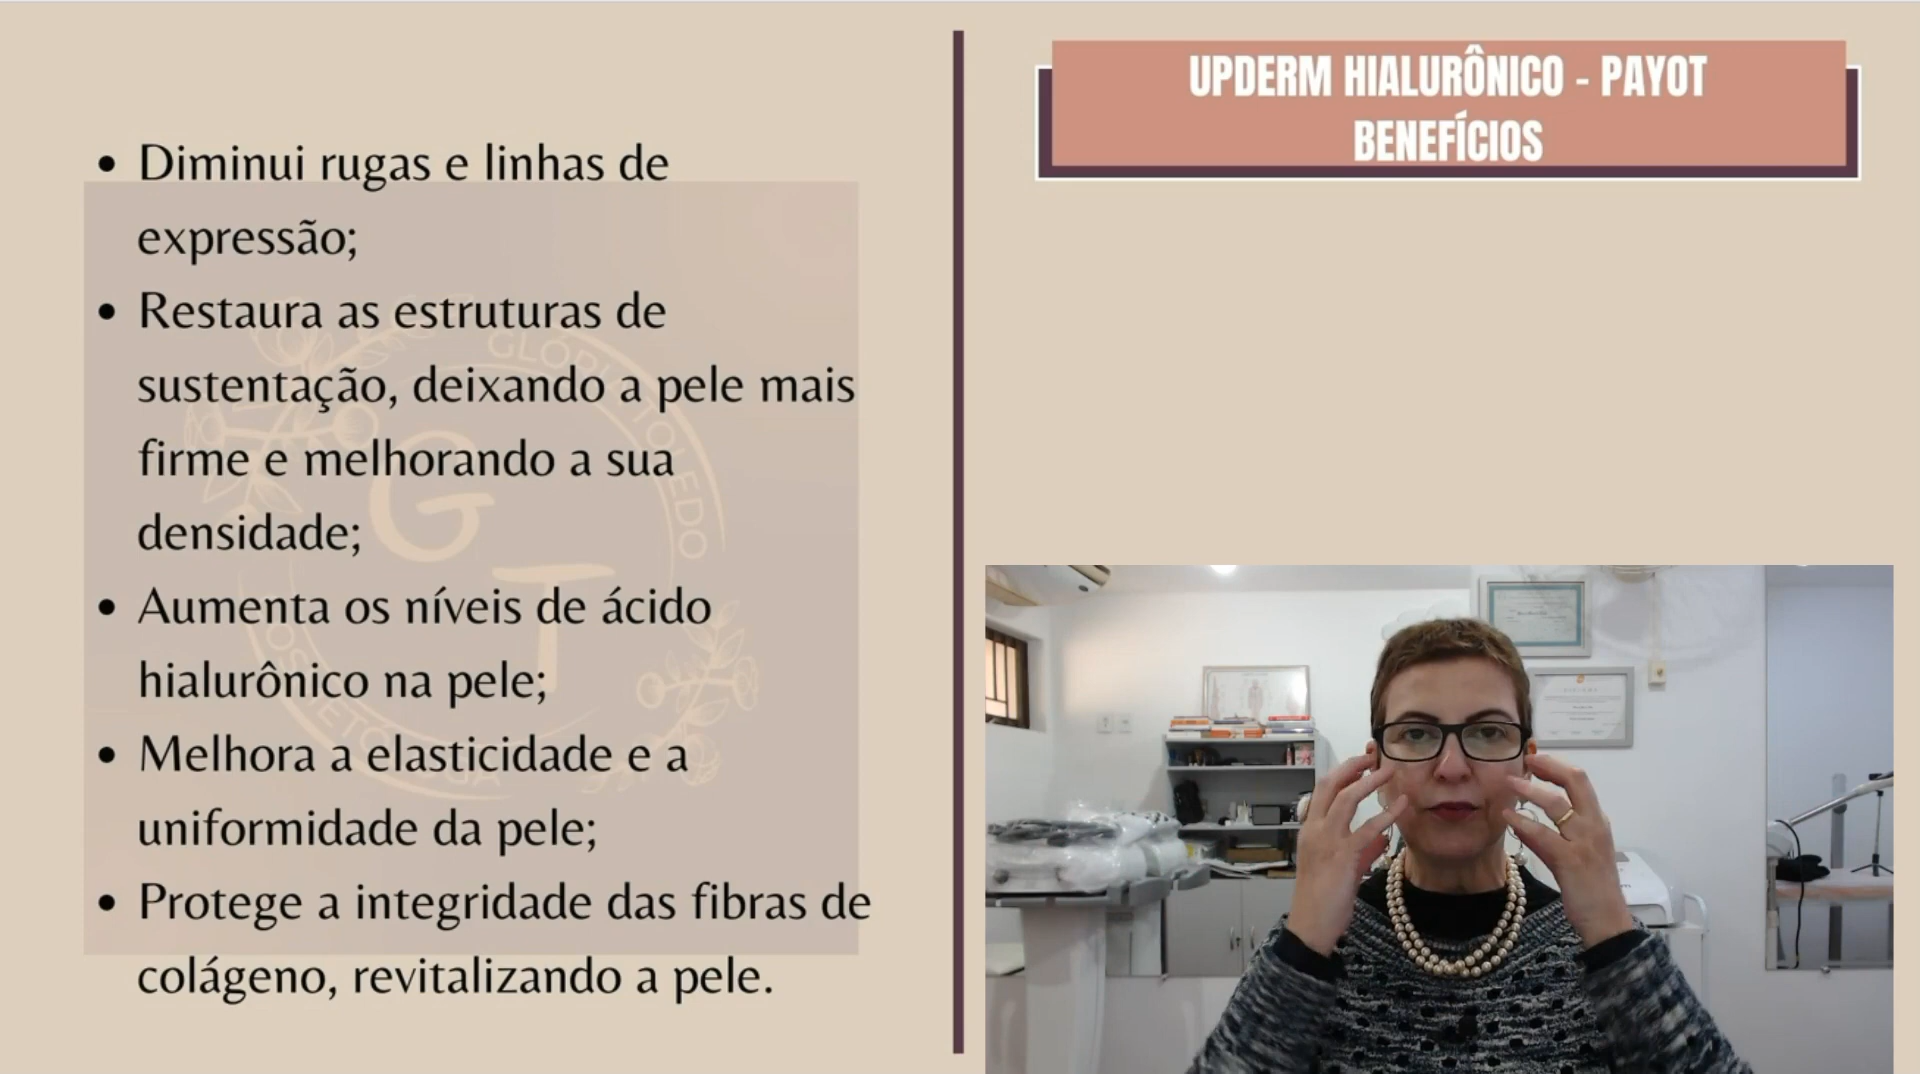 UPDERM HIALURÔNICO - PAYOT
BENEFÍCIOS
• Diminui rugas e linhas de
expressão;
• Restaura as estruturas de
sustentação, deixando a pele mais
firme e melhorando a sua
densidade;
• Aumenta os níveis de ácido
hialurônico na pele;
• Melhora a elasticidade e a
uniformidade da pele;
• Protege a integridade das fibras de
colágeno, revitalizando a pele.
GT
TOLEDO